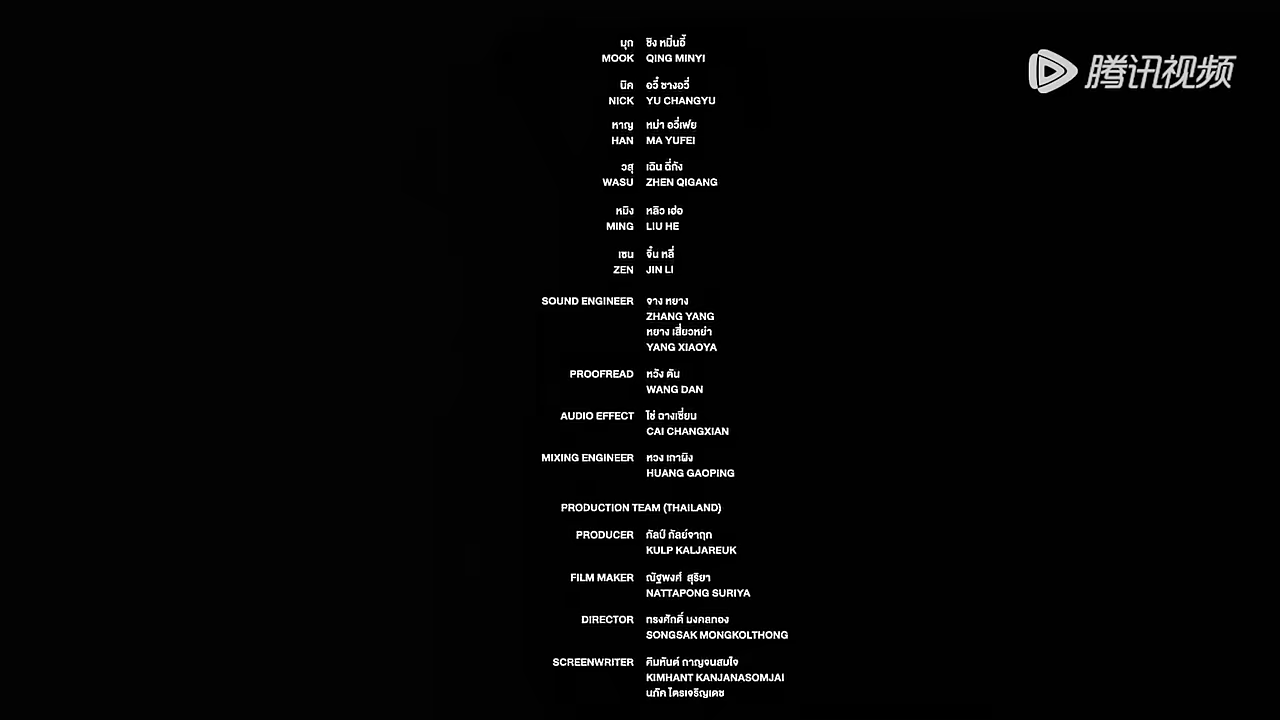 มุก ชิง หมิ่นอี้
MOOK QING MINYI
腾讯视频
นิค อวี๋ ชางอวี่
NICK YU CHANGYU
หาญ หม่า อวี่เฟย
HAN MA YUFEI
วสุ เฉิน ฉี่กัง
WASU ZHEN QIGANG
หมิง หลิว เฮ่อ
MING LIU HE
เซน จิ๋น หลี่
ZEN JIN LI
SOUND ENGINEER จาง หยาง
ZHANG YANG
หยาง เสี่ยวหย่า
YANG XIAOYA
PROOFREAD หวัง ตัน
WANG DAN
AUDIO EFFECT ไช่ ฉางเซี่ยน
CAI CHANGXIAN
MIXING ENGINEER หวง เกาผิง
HUANG GAOPING
PRODUCTION TEAM (THAILAND)
PRODUCER กัลป์ กัลย์จาฤก
KULP KALJAREUK
FILM MAKER ณัฐพงศ์ สุริยา
NATTAPONG SURIYA
DIRECTOR ทรงศักดิ์ มงคลทอง
SONGSAK MONGKOLTHONG
SCREENWRITER คีมหันต์ กาญจนสมใจ
KIMHANT KANJANASOMJAI
นภัค ไตรเจริญเดช